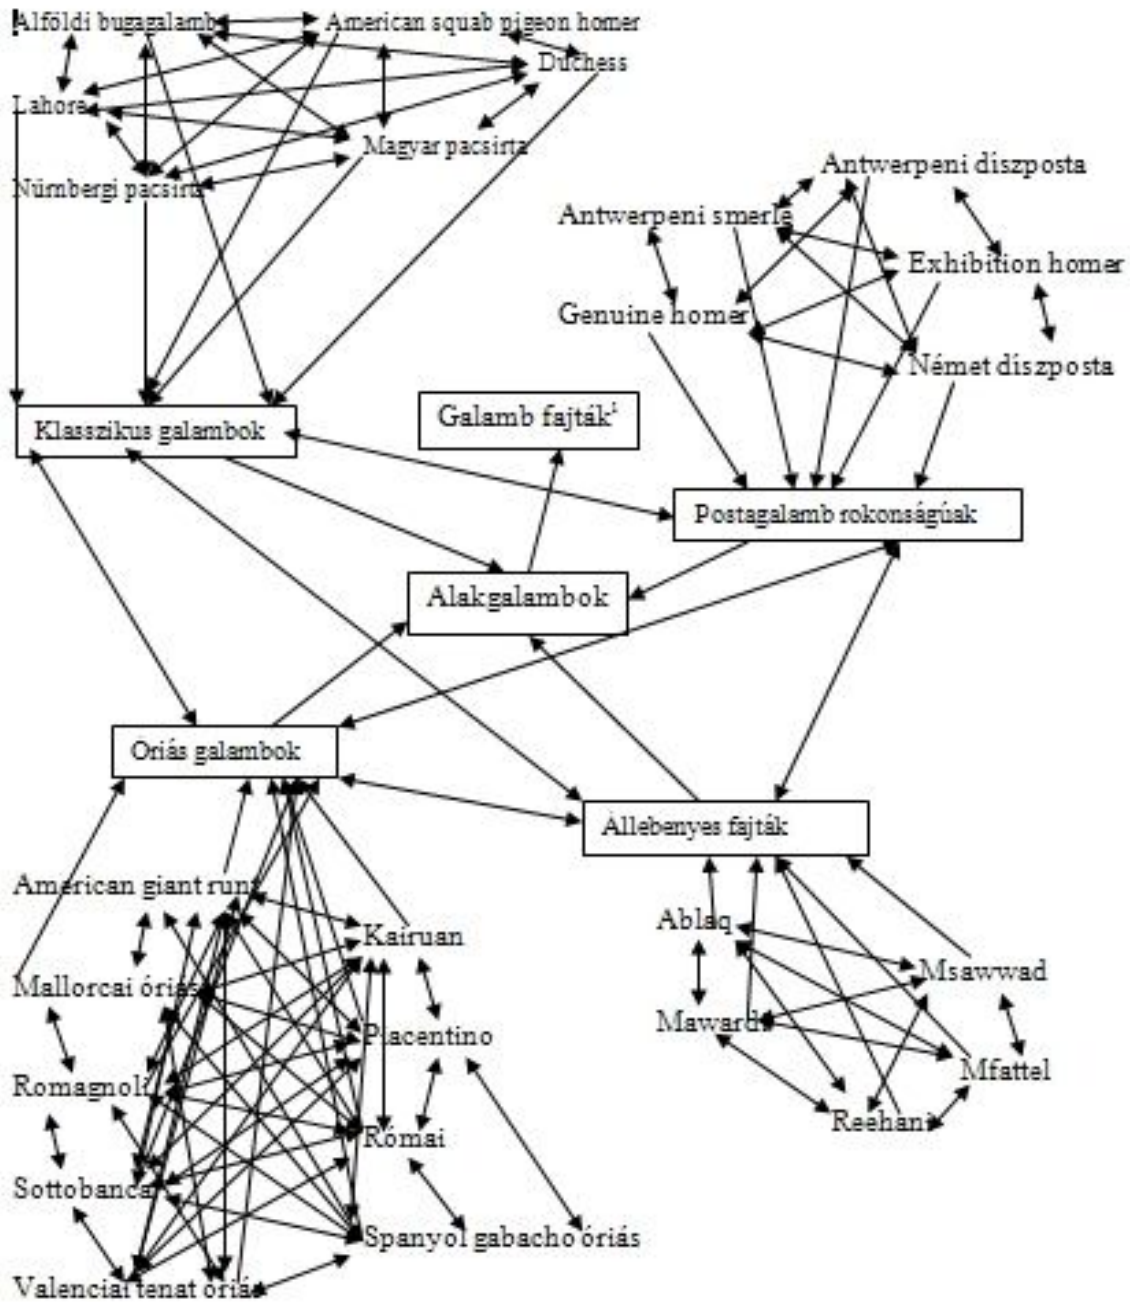 Alföldi bugagalamb
American squab pigeon homer
Duchess
Lahore
Magyar pacsirta
Nürnbergi pacsirta
Antwerpeni díszposta
Antwerpeni smerle
Exhibition homer
Genuine homer
Német díszposta
Klasszikus galambok
Galamb fajták¹
Postagalamb rokonságúak
Alakgalambok
Óriás galambok
Állebenyes fajták
American giant runt
Kairuan
Mallorcai óriás
Piacentino
Romagnoli
Római
Sottobanca
Spanyol gabacho óriás
Valenciai tenat óriás
Ablaq
Msawwad
Mawardi
Mfattel
Reehani